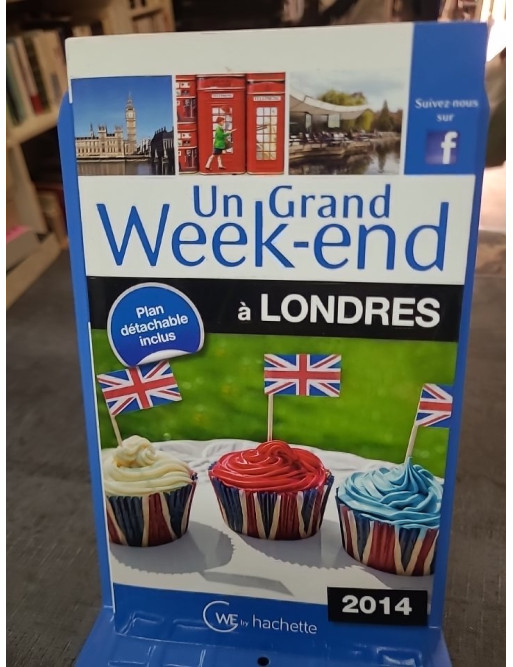 Suivez-nous
sur
f
Un Grand
Week-end
à LONDRES
Plan
détachable
inclus
GWE by hachette
2014